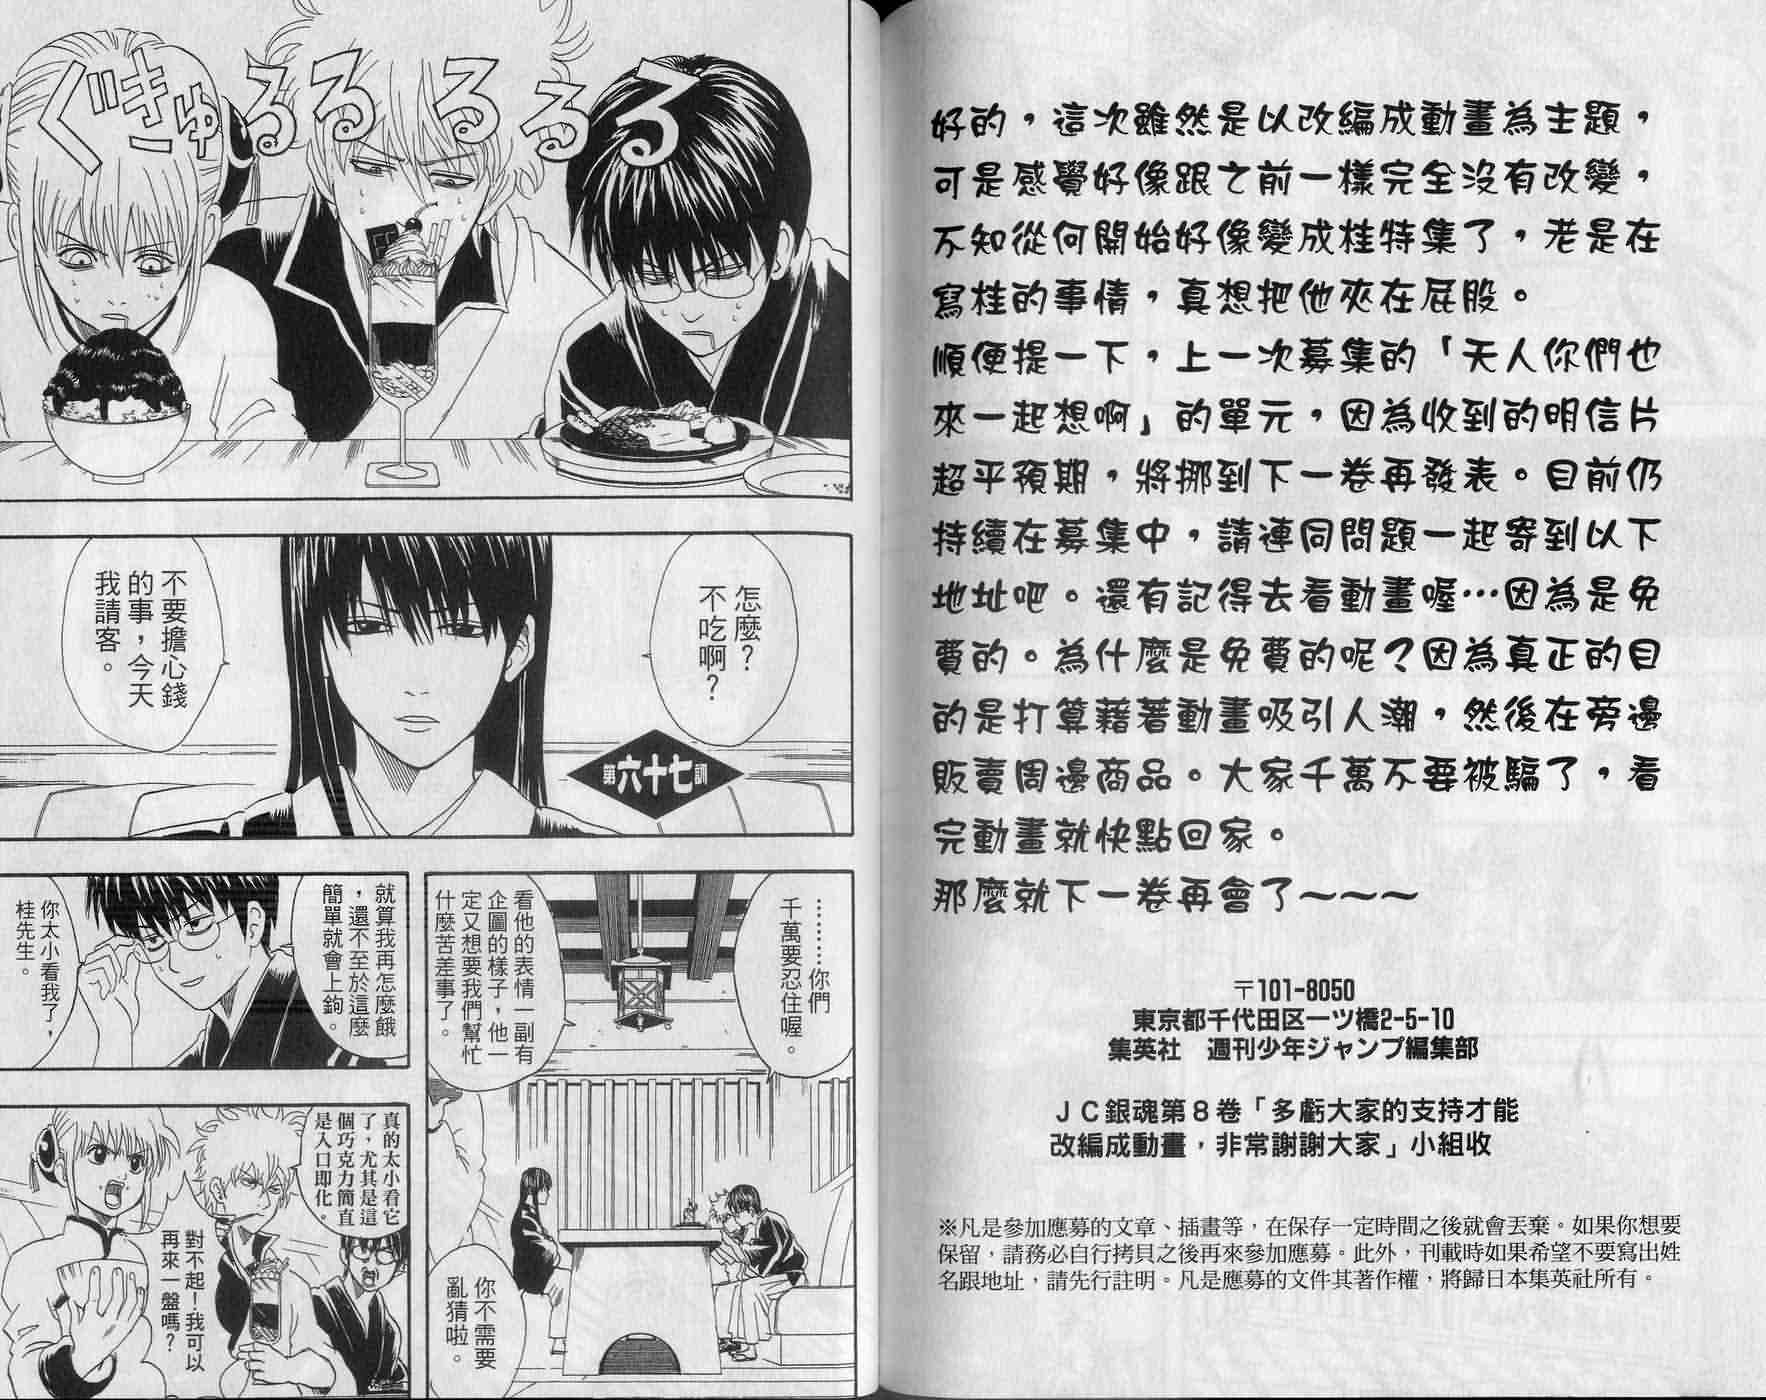 好的，這次雖然是以改編成動畫為主題，
可是感覺好像跟之前一樣完全沒有改變，
不知從何開始好像變成桂特集了，老是在
寫桂的事情，真想把他夾在屁股。
順便提一下，上一次募集的「天人你們也
來一起想啊」的單元，因為收到的明信片
超乎預期，將挪到下一卷再發表。目前仍
持續在募集中，請連同問題一起寄到以下
地址吧。還有記得去看動畫喔…因為是免
費的。為什麼是免費的呢？因為真正的目
的是打算藉著動畫吸引人潮，然後在旁邊
販賣周邊商品。大家千萬不要被騙了，看
完動畫就快點回家。
那麼就下一卷再會了～～～
〒101-8050
東京都千代田区一ツ橋2-5-10
集英社　週刊少年ジャンプ編集部
ＪＣ銀魂第８卷「多虧大家的支持才能
改編成動畫，非常謝謝大家」小組收
※凡是參加應募的文章、插畫等，在保存一定時間之後就會丟棄。如果你想要
保留，請務必自行拷貝之後再來參加應募。此外，刊載時如果希望不要寫出姓
名跟地址，請先行註明。凡是應募的文件其著作權，將歸日本集英社所有。
ぐきゅるるるるる
怎麼？
不吃啊？
不要擔心錢
的事，今天
我請客。
第六十七訓
………你們
千萬要忍住喔。
看他的表情一副有
企圖的樣子，他一
定又想要我們幫忙
什麼苦差事了。
你不需要
亂猜啦。
就算我再怎麼餓
，還不至於這麼
簡單就會上鉤。
你太小看我了，
桂先生。
真的太小看它
了，尤其是這
個巧克力簡直
是入口即化。
對不起！我可以
再來一盤嗎？